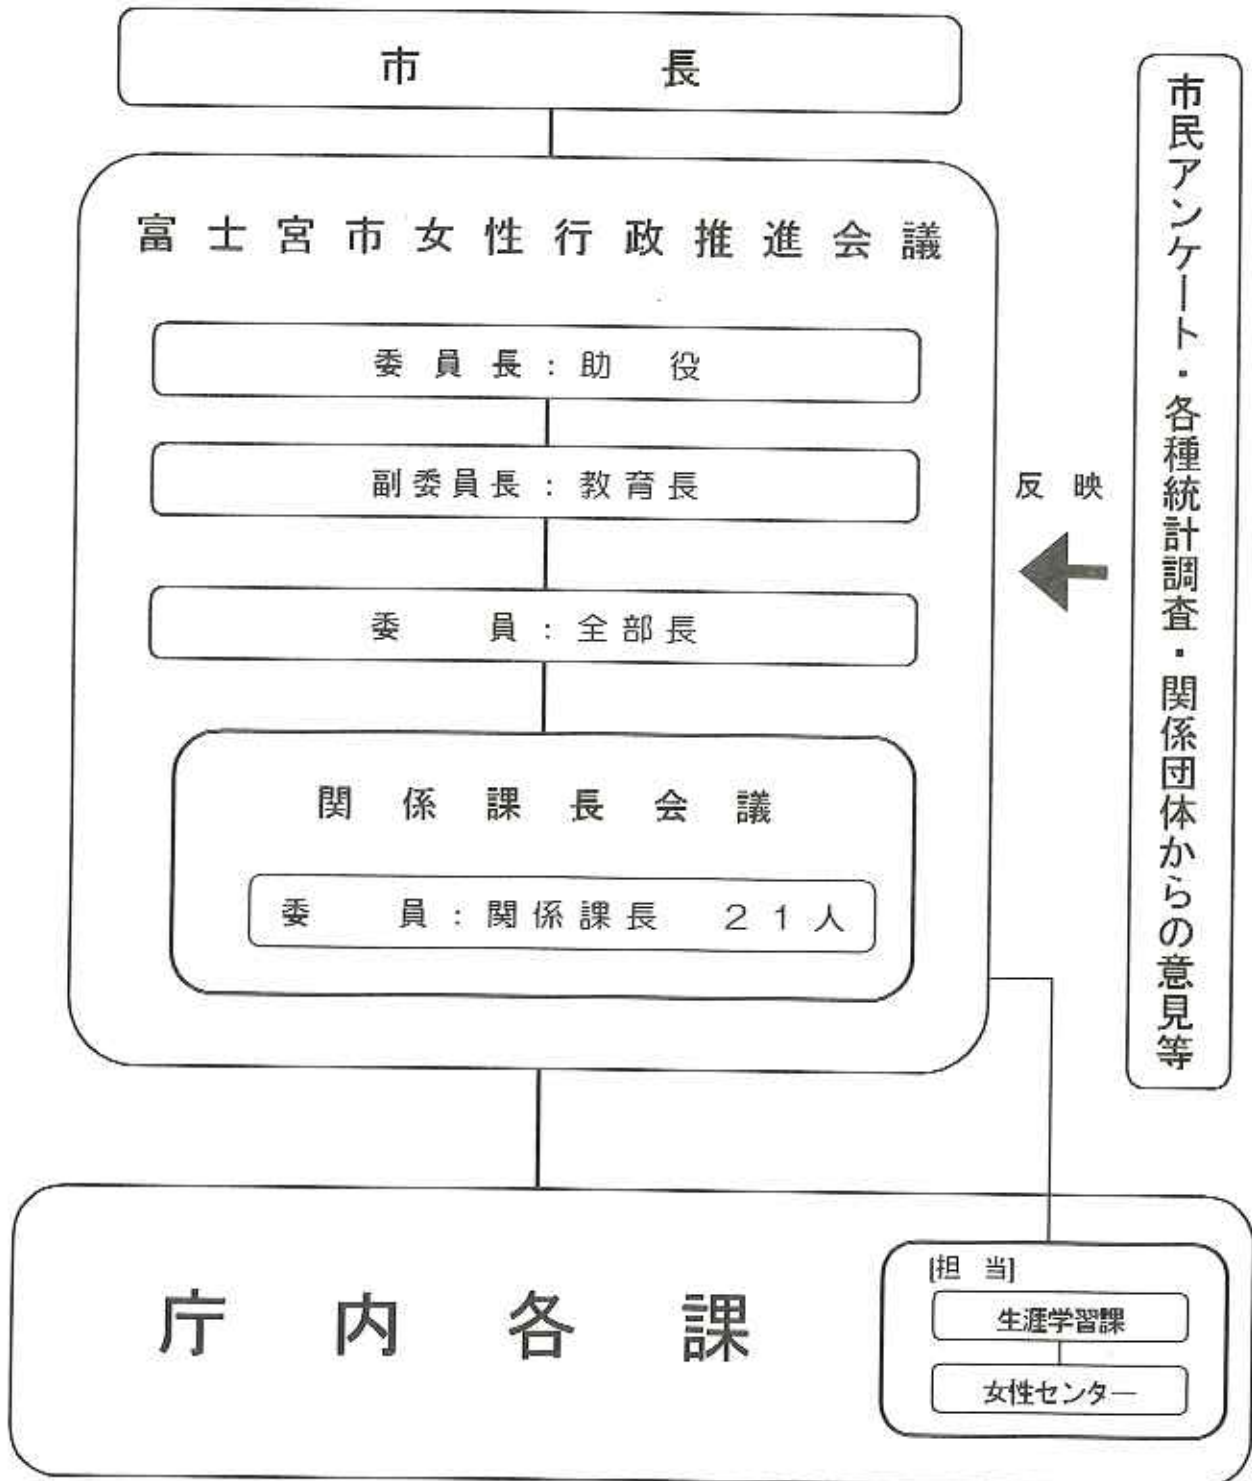 市長
富士宮市女性行政推進会議
委員長：助役
副委員長：教育長
委員：全部長
関係課長会議
委員：関係課長 21人
反映
市民アンケート・各種統計調査・関係団体からの意見等
庁内各課
[担当]
生涯学習課
女性センター